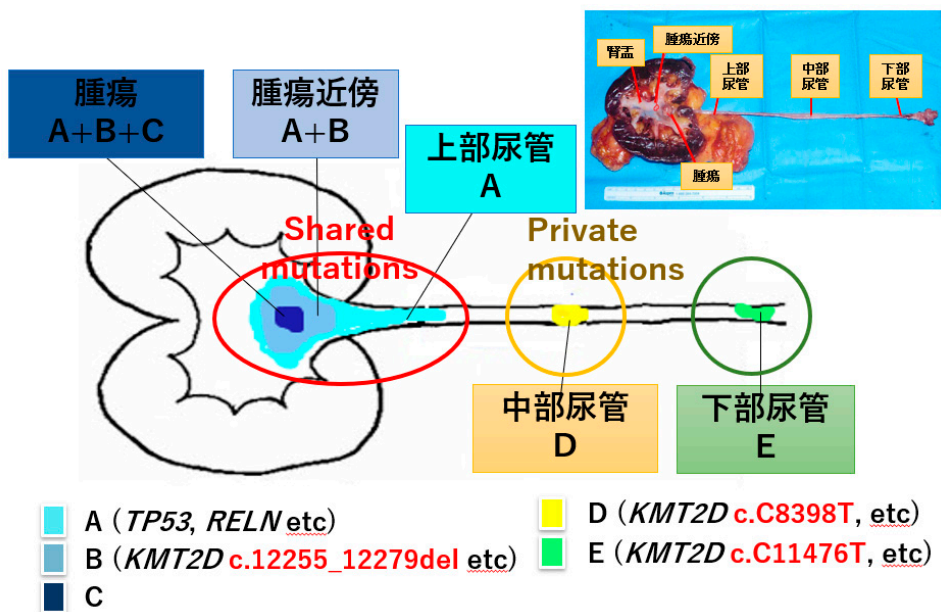 腎盂
腫瘍近傍
上部
尿管
中部
尿管
下部
尿管
腫瘍
腫瘍
A+B+C
腫瘍近傍
A+B
上部尿管
A
Shared
mutations
Private
mutations
中部尿管
D
下部尿管
E
A (TP53, RELN etc)
B (KMT2D c.12255_12279del etc)
C
D (KMT2D c.C8398T, etc)
E (KMT2D c.C11476T, etc)